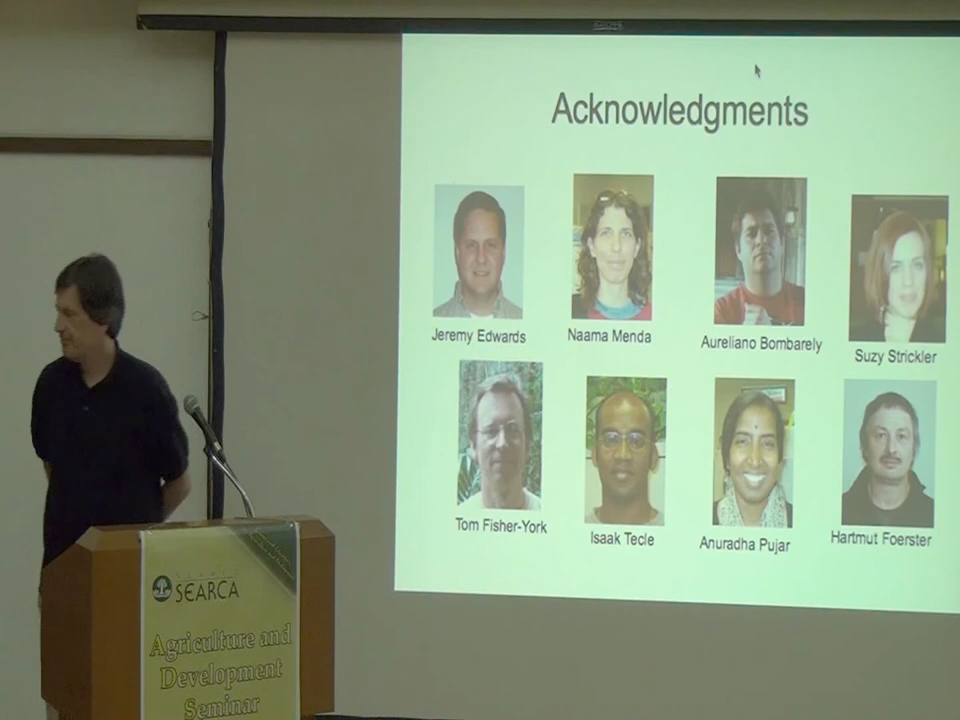 Acknowledgments
Jeremy Edwards
Naama Menda
Aureliano Bombarely
Suzy Strickler
Tom Fisher-York
Isaak Tecle
Anuradha Pujar
Hartmut Foerster
SEARCA
Agriculture and
Development
Seminar